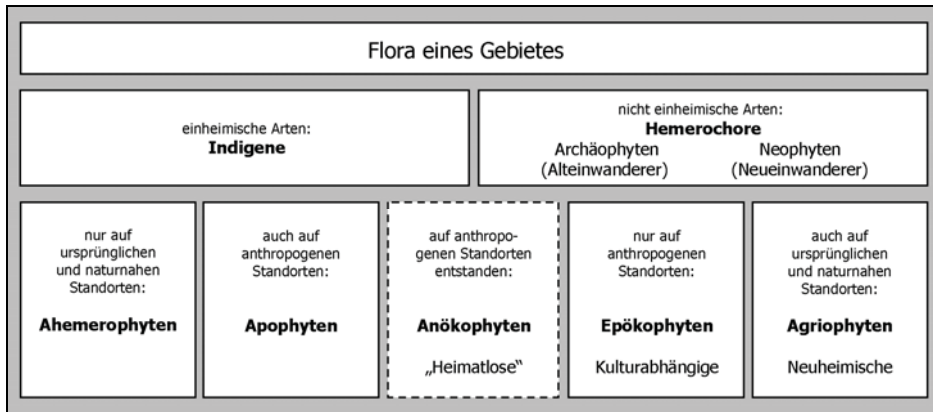 Flora eines Gebietes
einheimische Arten:
Indigene
nicht einheimische Arten:
Hemerochore
Archäophyten
(Alteinwanderer)
Neophyten
(Neueinwanderer)
nur auf
ursprünglichen
und naturnahen
Standorten:
Ahemerophyten
auch auf
anthropogenen
Standorten:
Apophyten
auf anthropo-
genen Standorten
entstanden:
Anökophyten
„Heimatlose“
nur auf
anthropogenen
Standorten:
Epökophyten
Kulturabhängige
auch auf
ursprünglichen
und naturnahen
Standorten:
Agriophyten
Neuheimische